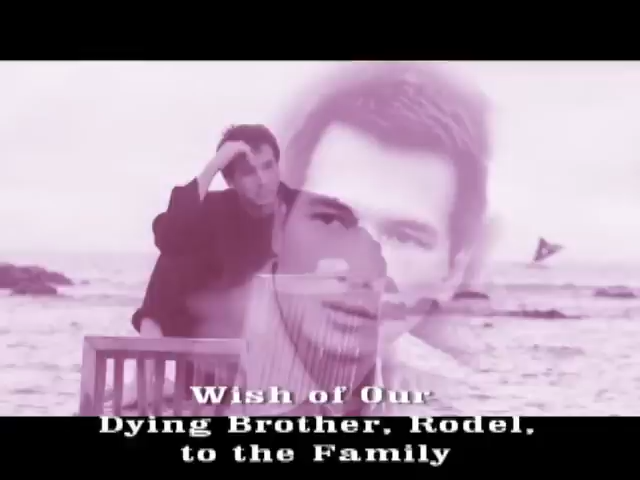 Wish of Our
Dying Brother, Rodel,
to the Family